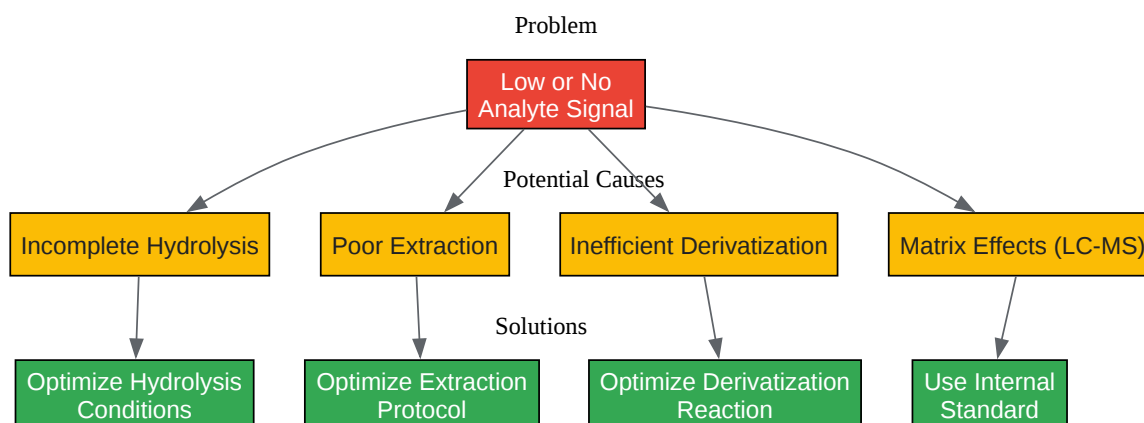 Problem
Low or No
Analyte Signal
Potential Causes
Incomplete Hydrolysis
Poor Extraction
Inefficient Derivatization
Matrix Effects (LC-MS)
Solutions
Optimize Hydrolysis
Conditions
Optimize Extraction
Protocol
Optimize Derivatization
Reaction
Use Internal
Standard